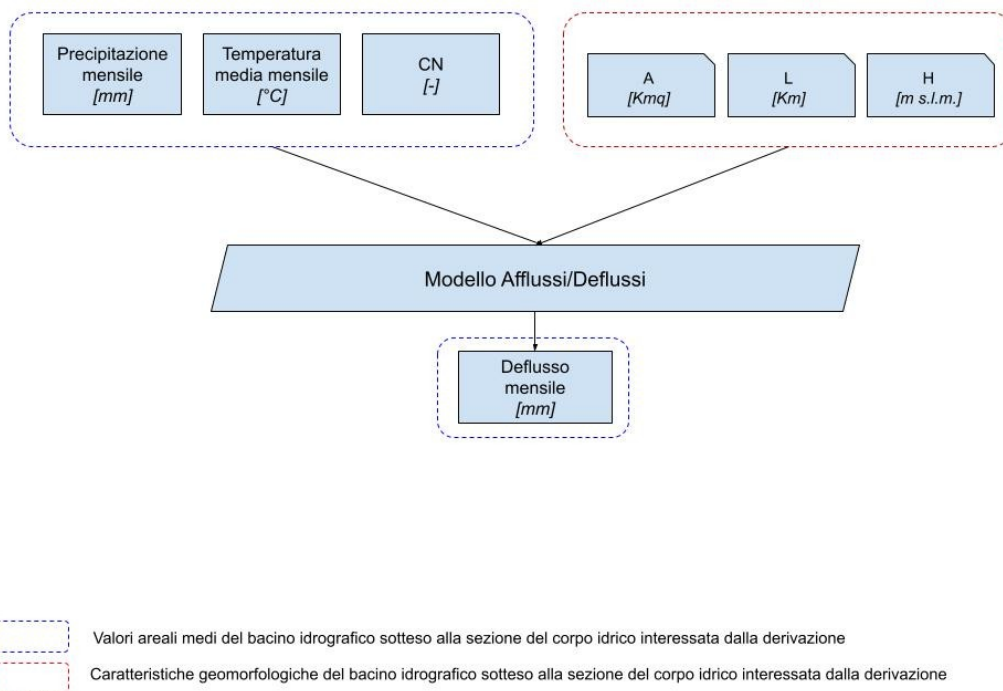 Precipitazione
mensile
[mm]
Temperatura
media mensile
[°C]
CN
[-]
A
[Kmq]
L
[Km]
H
[m s.l.m.]
Modello Afflussi/Deflussi
Deflusso
mensile
[mm]
Valori areali medi del bacino idrografico sotteso alla sezione del corpo idrico interessata dalla derivazione
Caratteristiche geomorfologiche del bacino idrografico sotteso alla sezione del corpo idrico interessata dalla derivazione